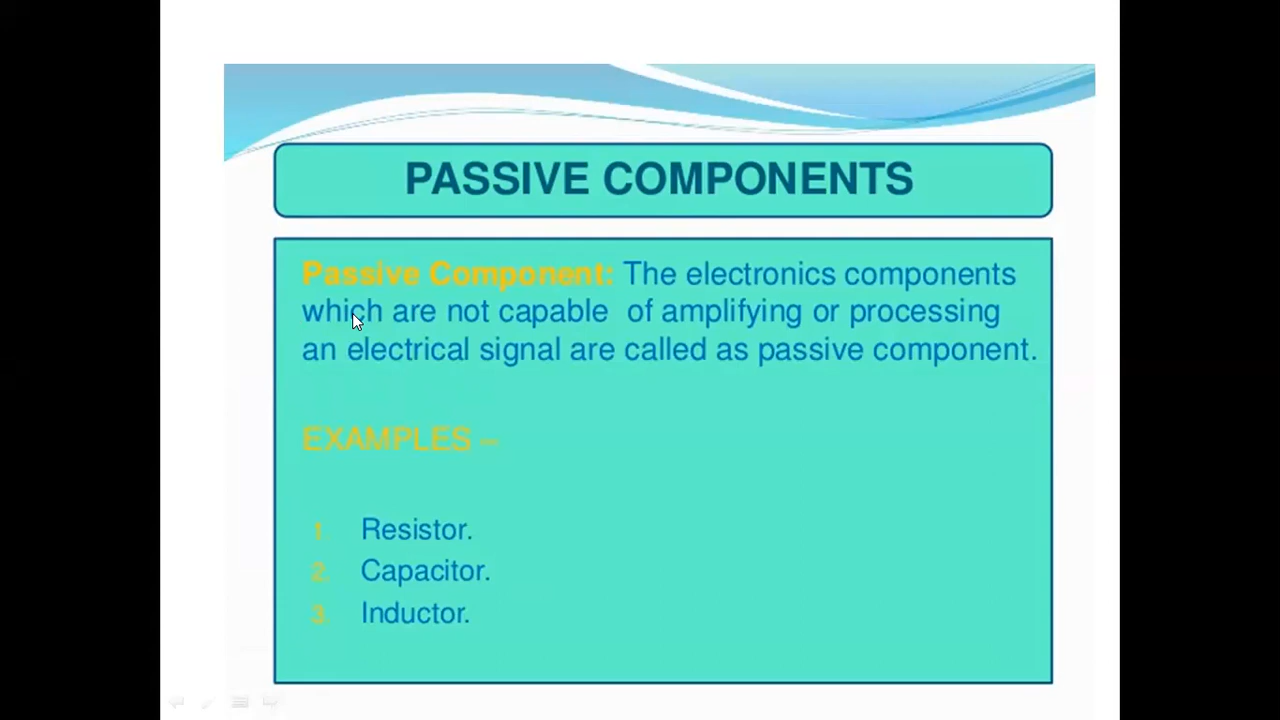 PASSIVE COMPONENTS
Passive Component: The electronics components
which are not capable of amplifying or processing
an electrical signal are called as passive component.
EXAMPLES –
1. Resistor.
2. Capacitor.
3. Inductor.